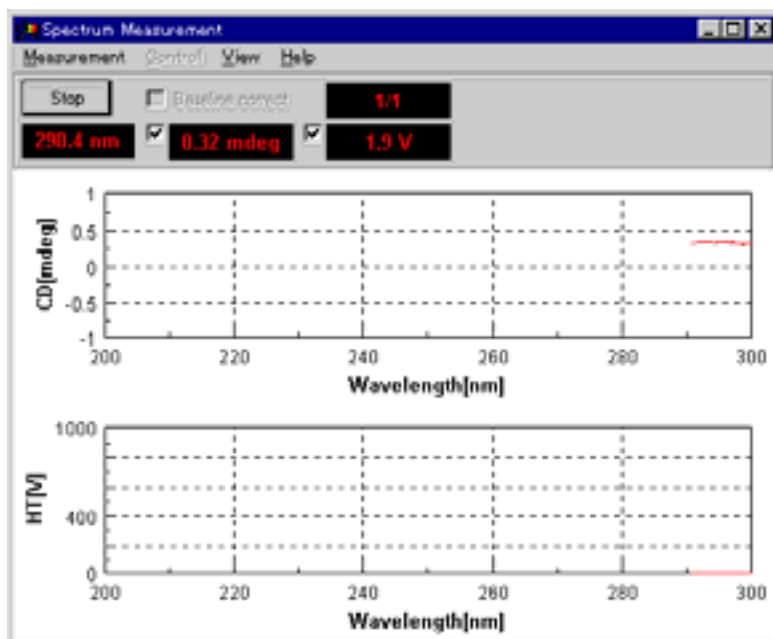 Spectrum Measurement
Measurement Control View Help
Stop Baseline correct 1/1
290.4 nm 0.32 mdeg 1.9 V
1
0.5
0
-0.5
-1
CD[mdeg]
200 220 240 260 280 300
Wavelength[nm]
1000
400
0
HT[V]
200 220 240 260 280 300
Wavelength[nm]